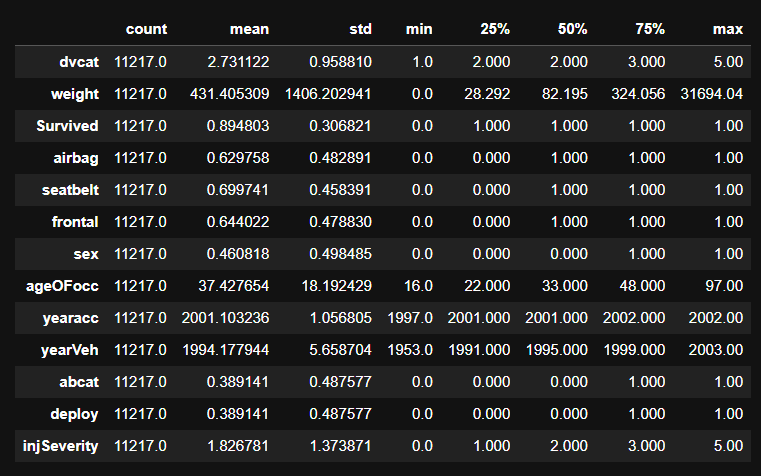 count mean std min 25% 50% 75% max
dvcat 11217.0 2.731122 0.958810 1.0 2.000 2.000 3.000 5.00
weight 11217.0 431.405309 1406.202941 0.0 28.292 82.195 324.056 31694.04
Survived 11217.0 0.894803 0.306821 0.0 1.000 1.000 1.000 1.00
airbag 11217.0 0.629758 0.482891 0.0 0.000 1.000 1.000 1.00
seatbelt 11217.0 0.699741 0.458391 0.0 0.000 1.000 1.000 1.00
frontal 11217.0 0.644022 0.478830 0.0 0.000 1.000 1.000 1.00
sex 11217.0 0.460818 0.498485 0.0 0.000 0.000 1.000 1.00
ageOFocc 11217.0 37.427654 18.192429 16.0 22.000 33.000 48.000 97.00
yearacc 11217.0 2001.103236 1.056805 1997.0 2001.000 2001.000 2002.000 2002.00
yearVeh 11217.0 1994.177944 5.658704 1953.0 1991.000 1995.000 1999.000 2003.00
abcat 11217.0 0.389141 0.487577 0.0 0.000 0.000 1.000 1.00
deploy 11217.0 0.389141 0.487577 0.0 0.000 0.000 1.000 1.00
injSeverity 11217.0 1.826781 1.373871 0.0 1.000 2.000 3.000 5.00